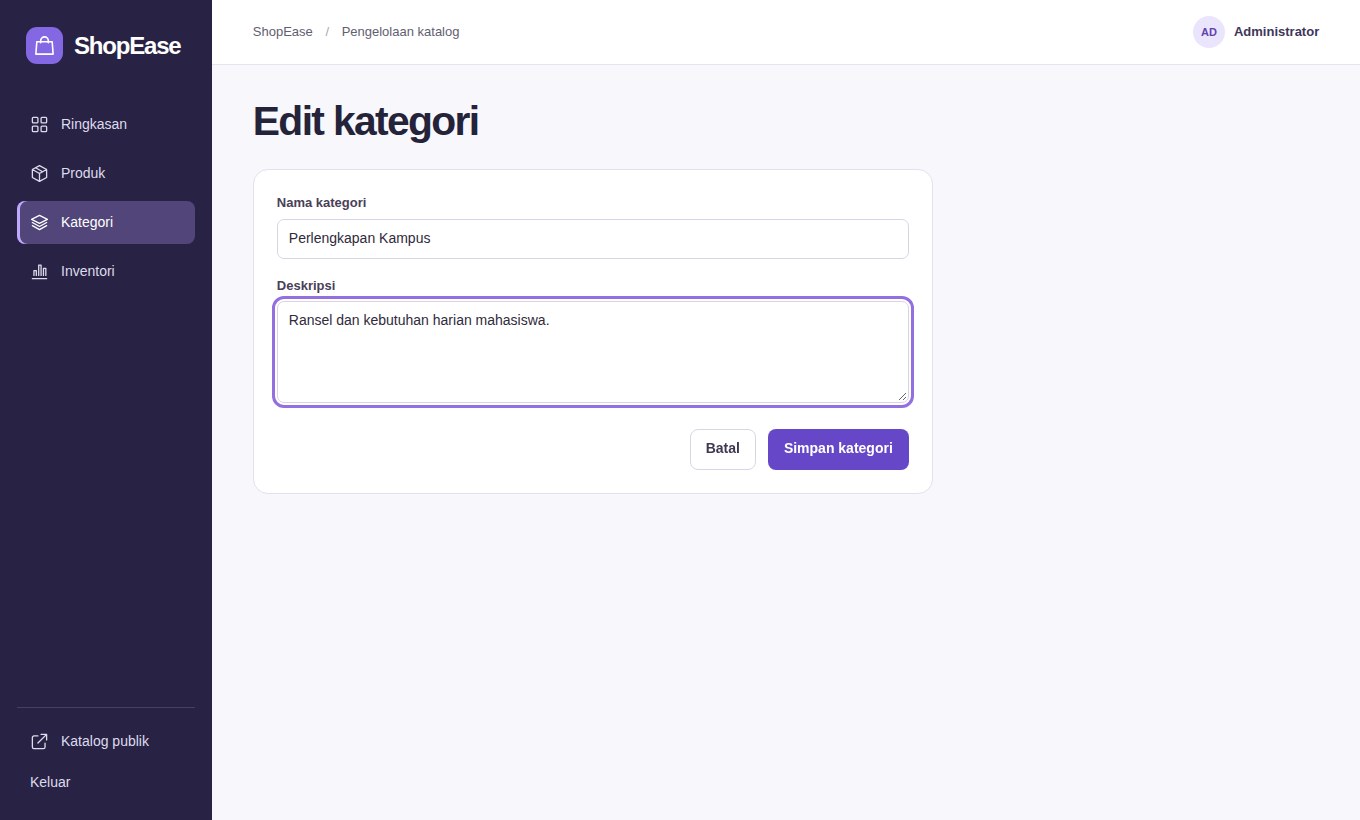 ShopEase
Ringkasan
Produk
Kategori
Inventori
Katalog publik
Keluar
ShopEase / Pengelolaan katalog
AD Administrator
Edit kategori
Nama kategori
Perlengkapan Kampus
Deskripsi
Ransel dan kebutuhan harian mahasiswa.
Batal Simpan kategori